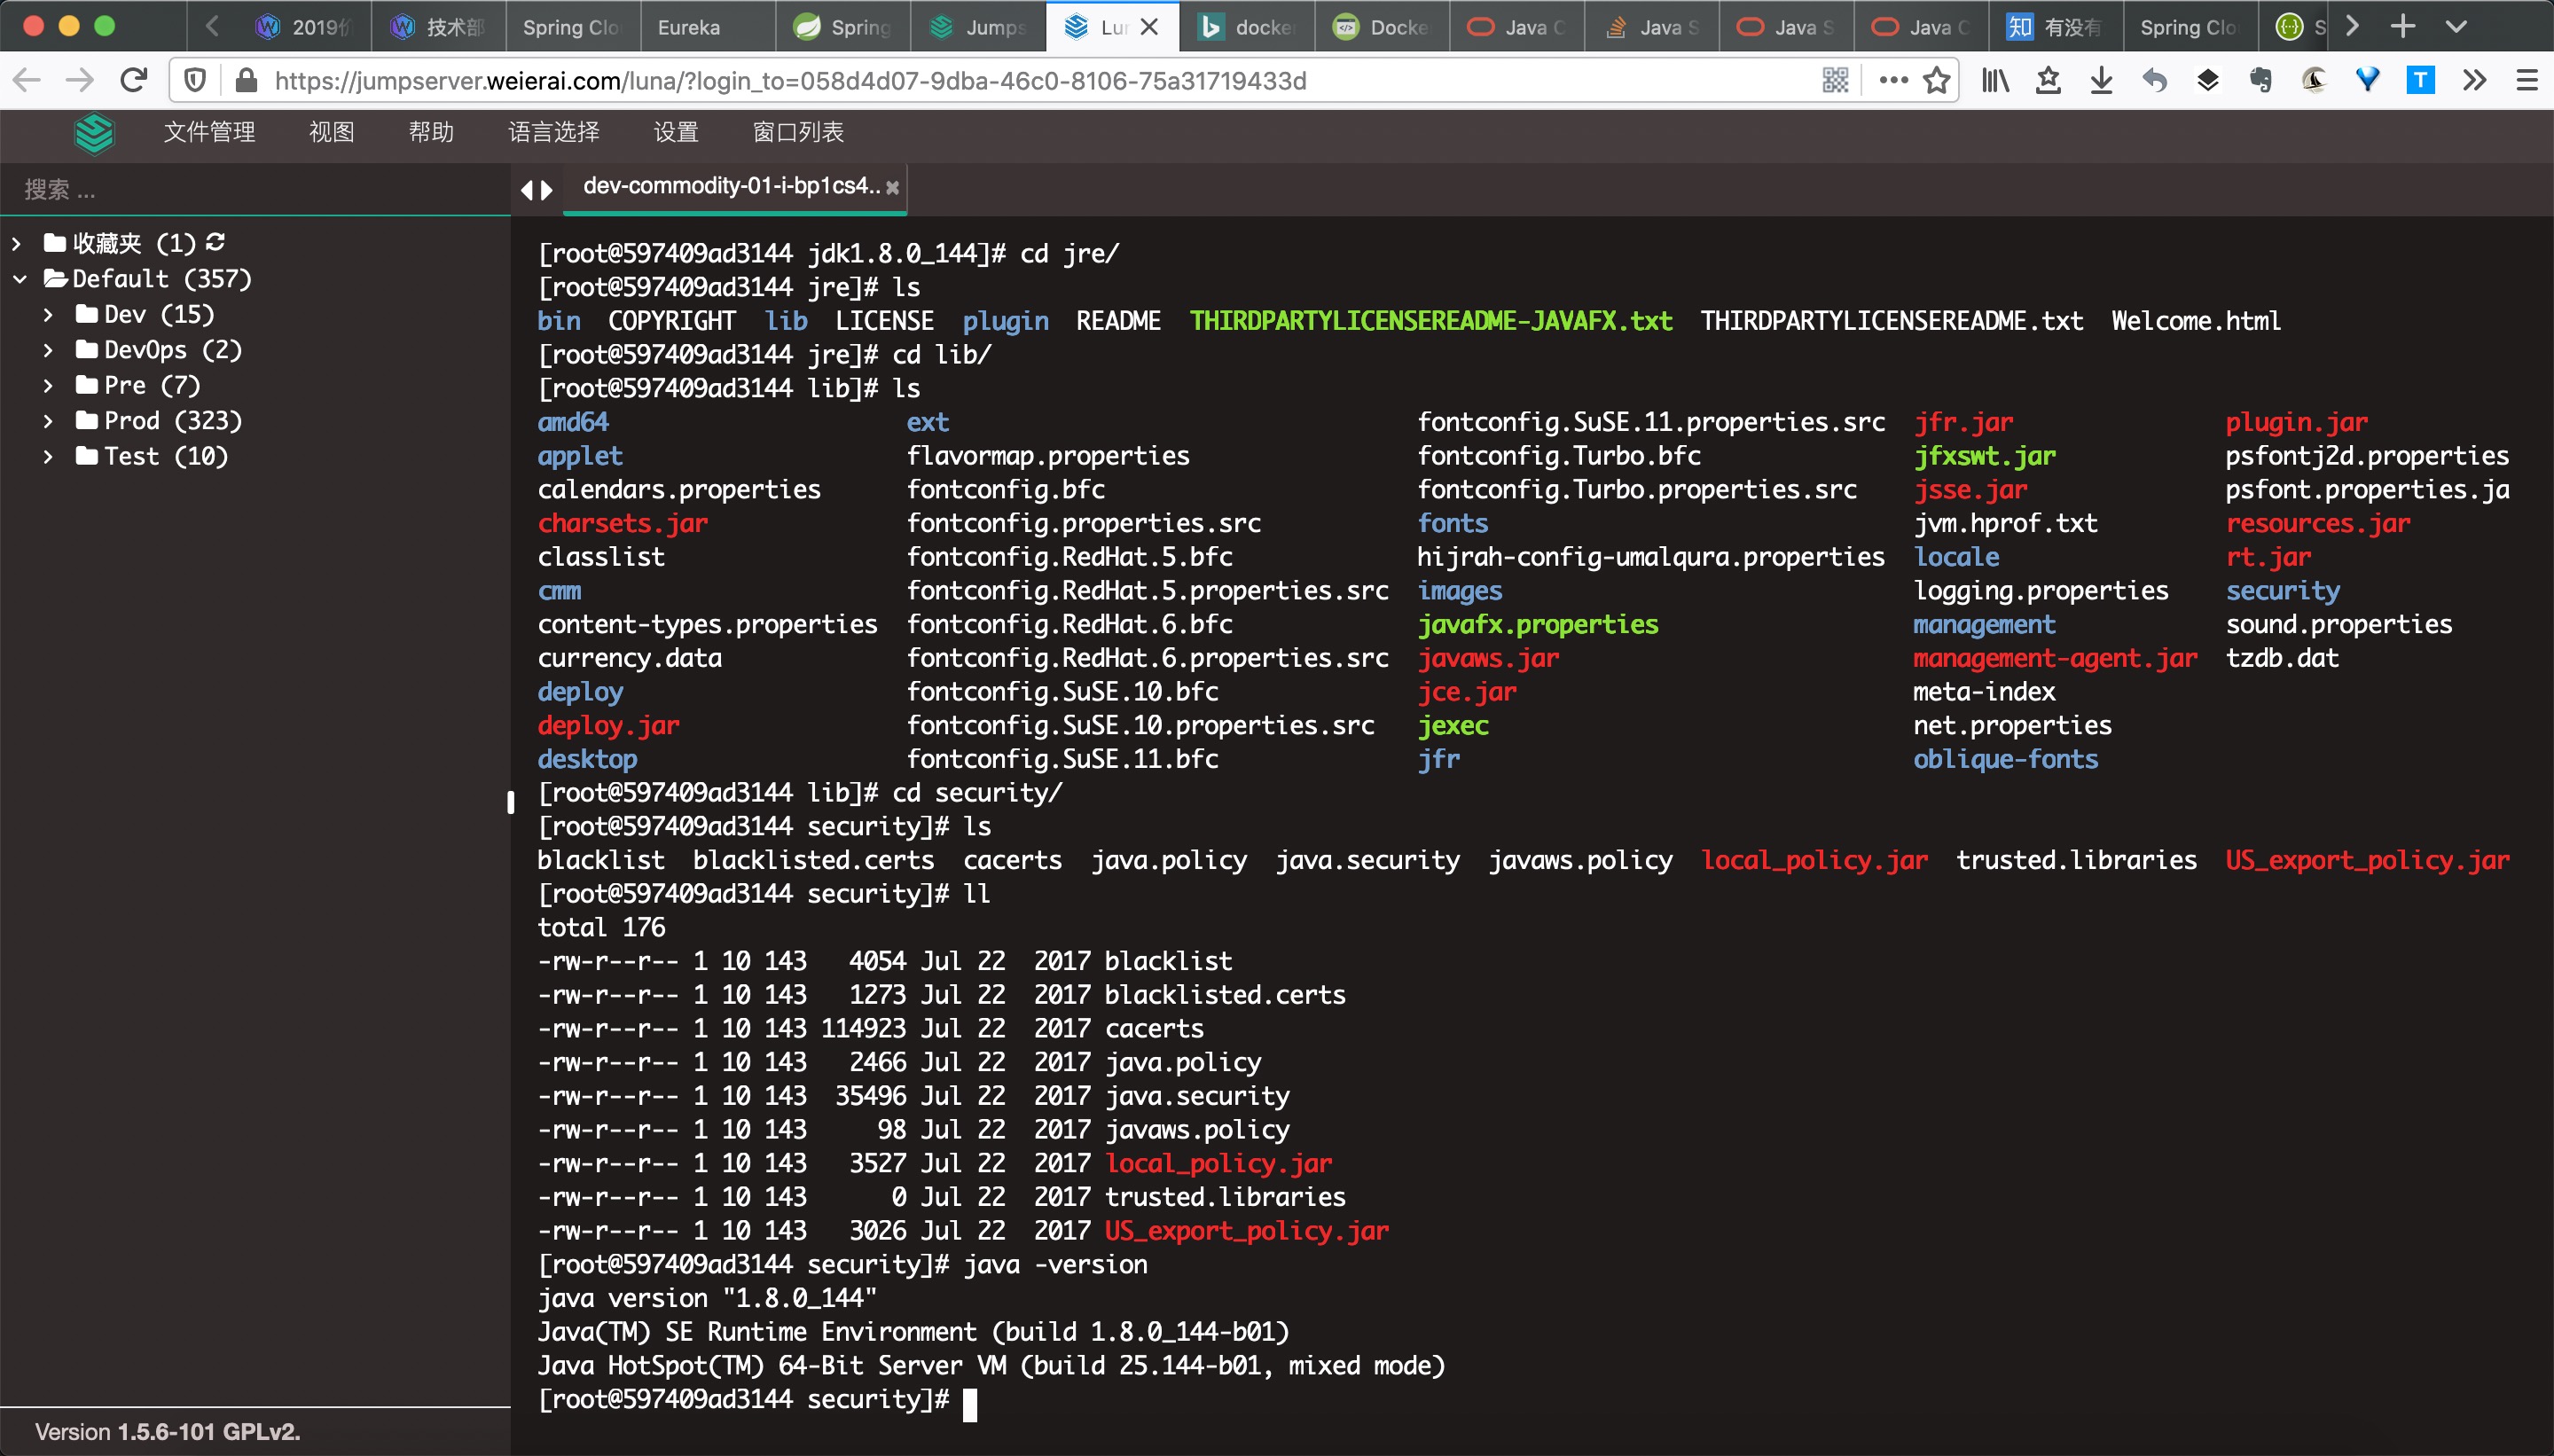 2019
技术部
Spring Clo
Eureka
Spring
Jumps
Lur
docker
Docke
Java C
Java S
Java S
Java C
知 有没有
Spring Clo
S
https://jumpserver.weierai.com/luna/?login_to=058d4d07-9dba-46c0-8106-75a31719433d
文件管理 视图 帮助 语言选择 设置 窗口列表
搜索 ...
dev-commodity-01-i-bp1cs4..
收藏夹 (1)
Default (357)
Dev (15)
DevOps (2)
Pre (7)
Prod (323)
Test (10)
[root@597409ad3144 jdk1.8.0_144]# cd jre/
[root@597409ad3144 jre]# ls
bin COPYRIGHT lib LICENSE plugin README THIRDPARTYLICENSEREADME-JAVAFX.txt THIRDPARTYLICENSEREADME.txt Welcome.html
[root@597409ad3144 jre]# cd lib/
[root@597409ad3144 lib]# ls
amd64 ext fontconfig.SuSE.11.properties.src jfr.jar plugin.jar
applet flavormap.properties fontconfig.Turbo.bfc jfxswt.jar psfontj2d.properties
calendars.properties fontconfig.bfc fontconfig.Turbo.properties.src jsse.jar psfont.properties.ja
charsets.jar fontconfig.properties.src fonts jvm.hprof.txt resources.jar
classlist fontconfig.RedHat.5.bfc hijrah-config-umalqura.properties locale rt.jar
cmm fontconfig.RedHat.5.properties.src images logging.properties security
content-types.properties fontconfig.RedHat.6.bfc javafx.properties management sound.properties
currency.data fontconfig.RedHat.6.properties.src javaws.jar management-agent.jar tzdb.dat
deploy fontconfig.SuSE.10.bfc jce.jar meta-index
deploy.jar fontconfig.SuSE.10.properties.src jexec net.properties
desktop fontconfig.SuSE.11.bfc jfr oblique-fonts
[root@597409ad3144 lib]# cd security/
[root@597409ad3144 security]# ls
blacklist blacklisted.certs cacerts java.policy java.security javaws.policy local_policy.jar trusted.libraries US_export_policy.jar
[root@597409ad3144 security]# ll
total 176
-rw-r--r-- 1 10 143 4054 Jul 22 2017 blacklist
-rw-r--r-- 1 10 143 1273 Jul 22 2017 blacklisted.certs
-rw-r--r-- 1 10 143 114923 Jul 22 2017 cacerts
-rw-r--r-- 1 10 143 2466 Jul 22 2017 java.policy
-rw-r--r-- 1 10 143 35496 Jul 22 2017 java.security
-rw-r--r-- 1 10 143 98 Jul 22 2017 javaws.policy
-rw-r--r-- 1 10 143 3527 Jul 22 2017 local_policy.jar
-rw-r--r-- 1 10 143 0 Jul 22 2017 trusted.libraries
-rw-r--r-- 1 10 143 3026 Jul 22 2017 US_export_policy.jar
[root@597409ad3144 security]# java -version
java version "1.8.0_144"
Java(TM) SE Runtime Environment (build 1.8.0_144-b01)
Java HotSpot(TM) 64-Bit Server VM (build 25.144-b01, mixed mode)
[root@597409ad3144 security]#
Version 1.5.6-101 GPLv2.